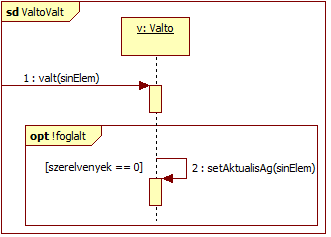 sd ValtoValt
v: Valto
1 : valt(sinElem)
opt !foglalt
[szerelvenyek == 0]
2 : setAktualisAg(sinElem)